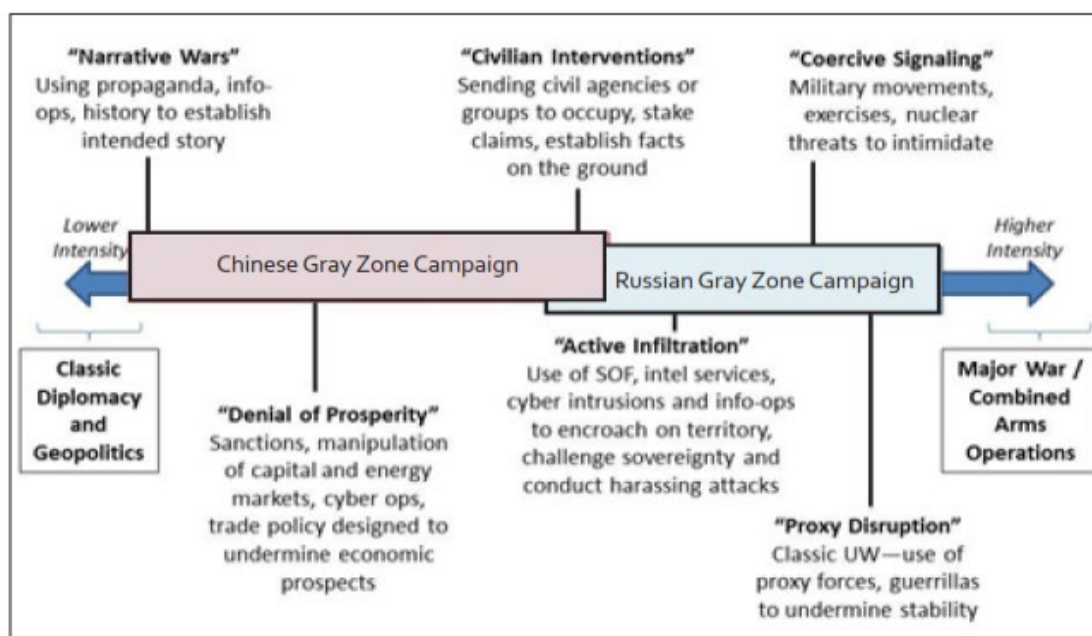 “Narrative Wars”
Using propaganda, info-
ops, history to establish
intended story
“Civilian Interventions”
Sending civil agencies or
groups to occupy, stake
claims, establish facts
on the ground
“Coercive Signaling”
Military movements,
exercises, nuclear
threats to intimidate
Lower
Intensity
Higher
Intensity
Chinese Gray Zone Campaign
Russian Gray Zone Campaign
Classic
Diplomacy
and
Geopolitics
“Denial of Prosperity”
Sanctions, manipulation
of capital and energy
markets, cyber ops,
trade policy designed to
undermine economic
prospects
“Active Infiltration”
Use of SOF, intel services,
cyber intrusions and info-ops
to encroach on territory,
challenge sovereignty and
conduct harassing attacks
Major War /
Combined
Arms
Operations
“Proxy Disruption”
Classic UW—use of
proxy forces, guerrillas
to undermine stability